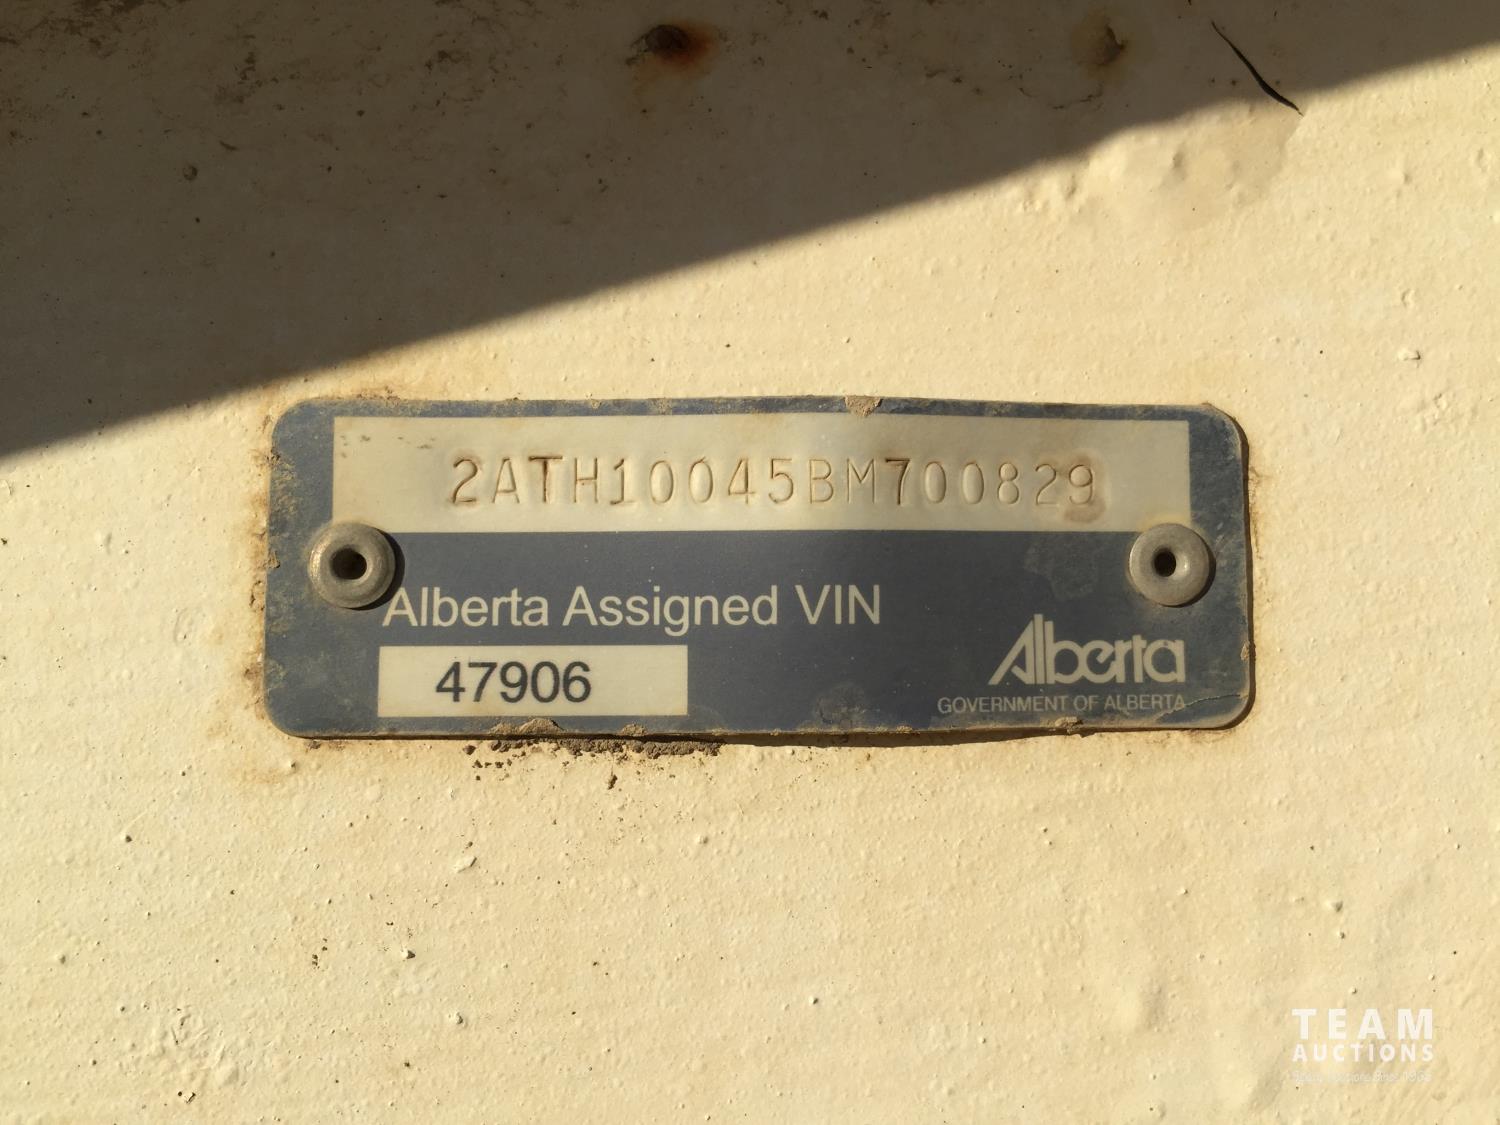 2ATH10045BM700829
Alberta Assigned VIN
47906
Alberta
GOVERNMENT OF ALBERTA
TEAM
AUCTIONS